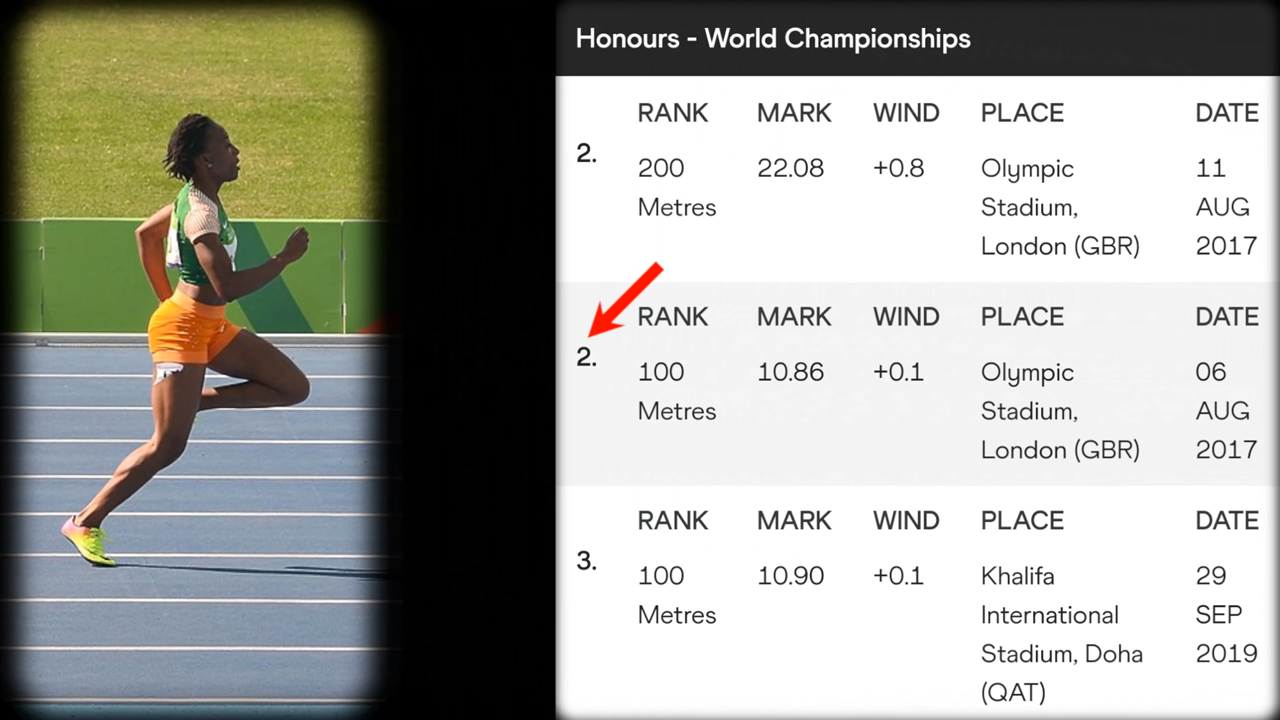 Honours - World Championships
RANK MARK WIND PLACE DATE
2.
200 22.08 +0.8 Olympic 11
Metres Stadium, AUG
London (GBR) 2017
RANK MARK WIND PLACE DATE
2.
100 10.86 +0.1 Olympic 06
Metres Stadium, AUG
London (GBR) 2017
RANK MARK WIND PLACE DATE
3.
100 10.90 +0.1 Khalifa 29
Metres International SEP
Stadium, Doha 2019
(QAT)